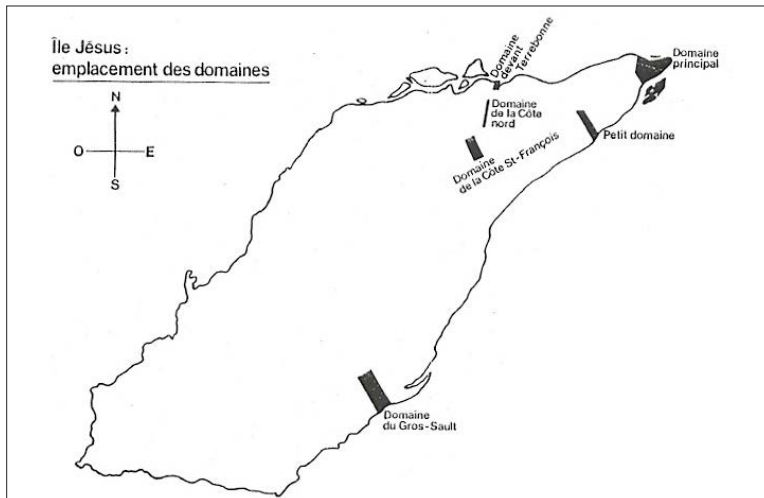 Île Jésus :
emplacement des domaines
N
O
E
S
Domaine
devant
Terrebonne
Domaine
principal
Domaine
de la Côte
nord
Petit domaine
Domaine
de la Côte St-François
Domaine
du Gros-Sault